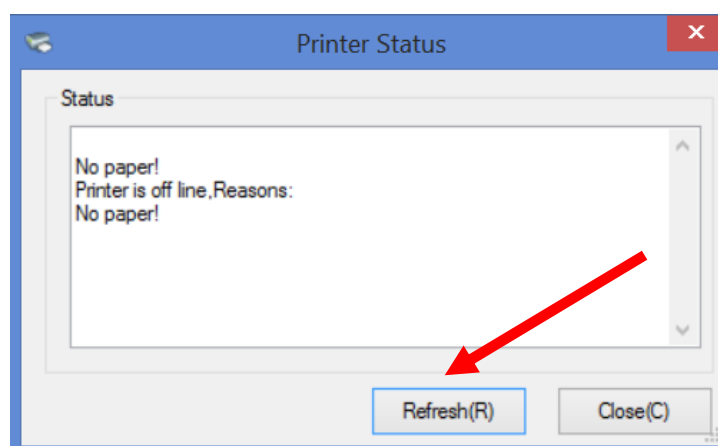 Printer Status
Status
No paper!
Printer is off line,Reasons:
No paper!
Refresh(R)
Close(C)